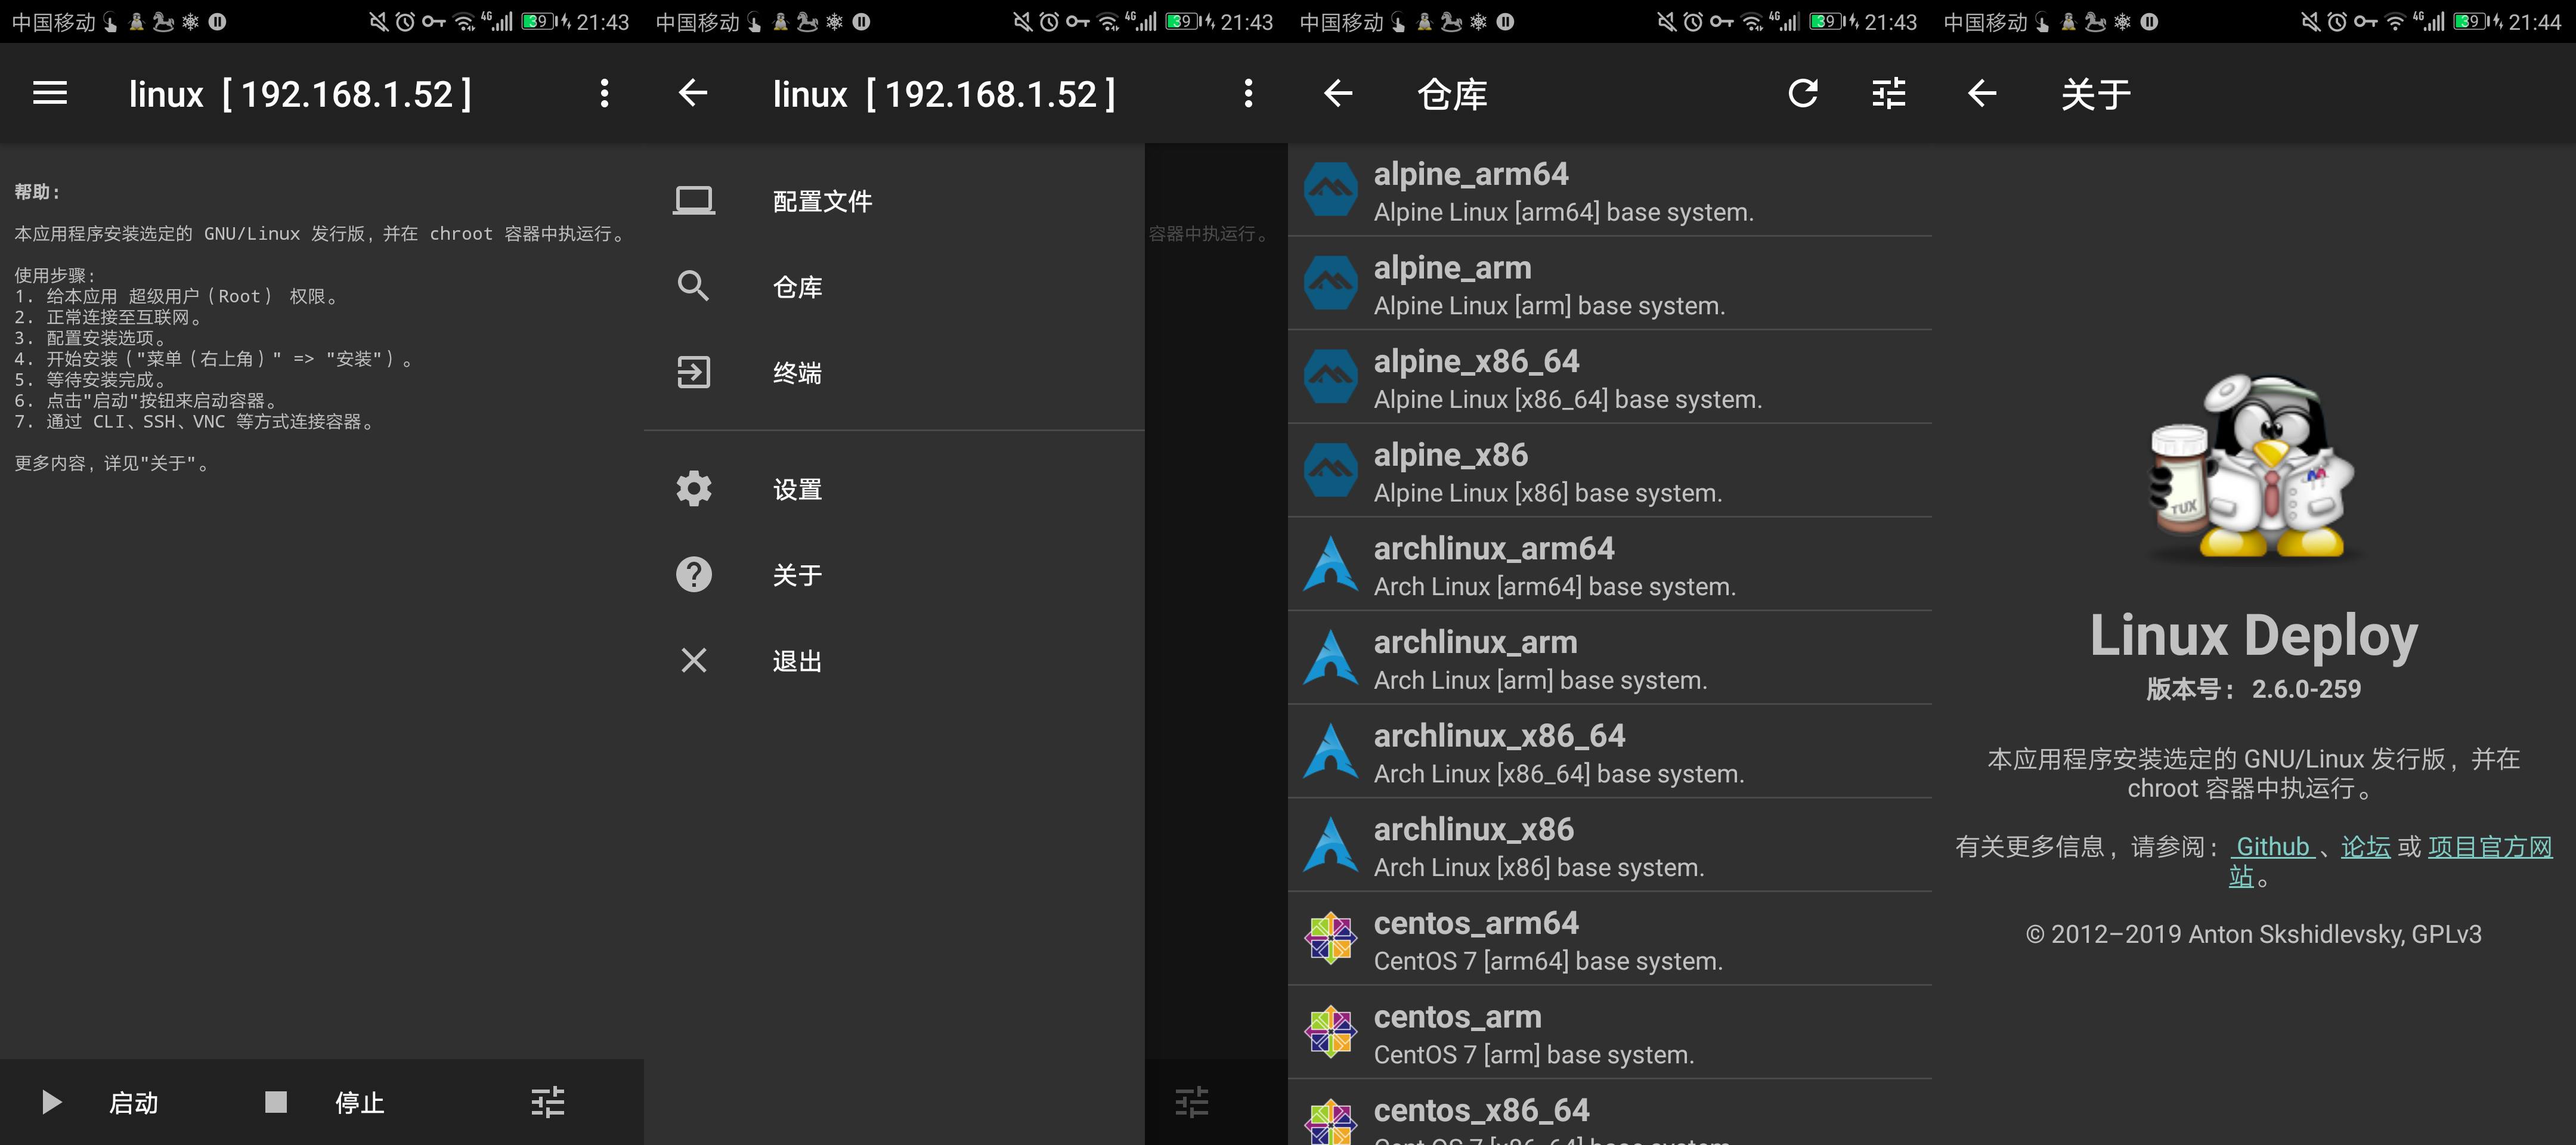 中国移动
4G 39 21:43
linux [ 192.168.1.52 ]
帮助：
本应用程序安装选定的 GNU/Linux 发行版，并在 chroot 容器中执运行。
使用步骤：
1. 给本应用 超级用户（Root） 权限。
2. 正常连接至互联网。
3. 配置安装选项。
4. 开始安装（"菜单（右上角）" => "安装"）。
5. 等待安装完成。
6. 点击"启动"按钮来启动容器。
7. 通过 CLI、SSH、VNC 等方式连接容器。
更多内容，详见"关于"。
启动
停止
中国移动
4G 39 21:43
linux [ 192.168.1.52 ]
配置文件
仓库
终端
设置
关于
退出
容器中执运行。
中国移动
4G 39 21:43
仓库
alpine_arm64
Alpine Linux [arm64] base system.
alpine_arm
Alpine Linux [arm] base system.
alpine_x86_64
Alpine Linux [x86_64] base system.
alpine_x86
Alpine Linux [x86] base system.
archlinux_arm64
Arch Linux [arm64] base system.
archlinux_arm
Arch Linux [arm] base system.
archlinux_x86_64
Arch Linux [x86_64] base system.
archlinux_x86
Arch Linux [x86] base system.
centos_arm64
CentOS 7 [arm64] base system.
centos_arm
CentOS 7 [arm] base system.
centos_x86_64
CentOS 7 [x86_64] base system.
中国移动
4G 39 21:44
关于
TUX
Linux Deploy
版本号： 2.6.0-259
本应用程序安装选定的 GNU/Linux 发行版，并在
chroot 容器中执运行。
有关更多信息，请参阅： Github 、论坛 或 项目官方网
站。
© 2012–2019 Anton Skshidlevsky, GPLv3